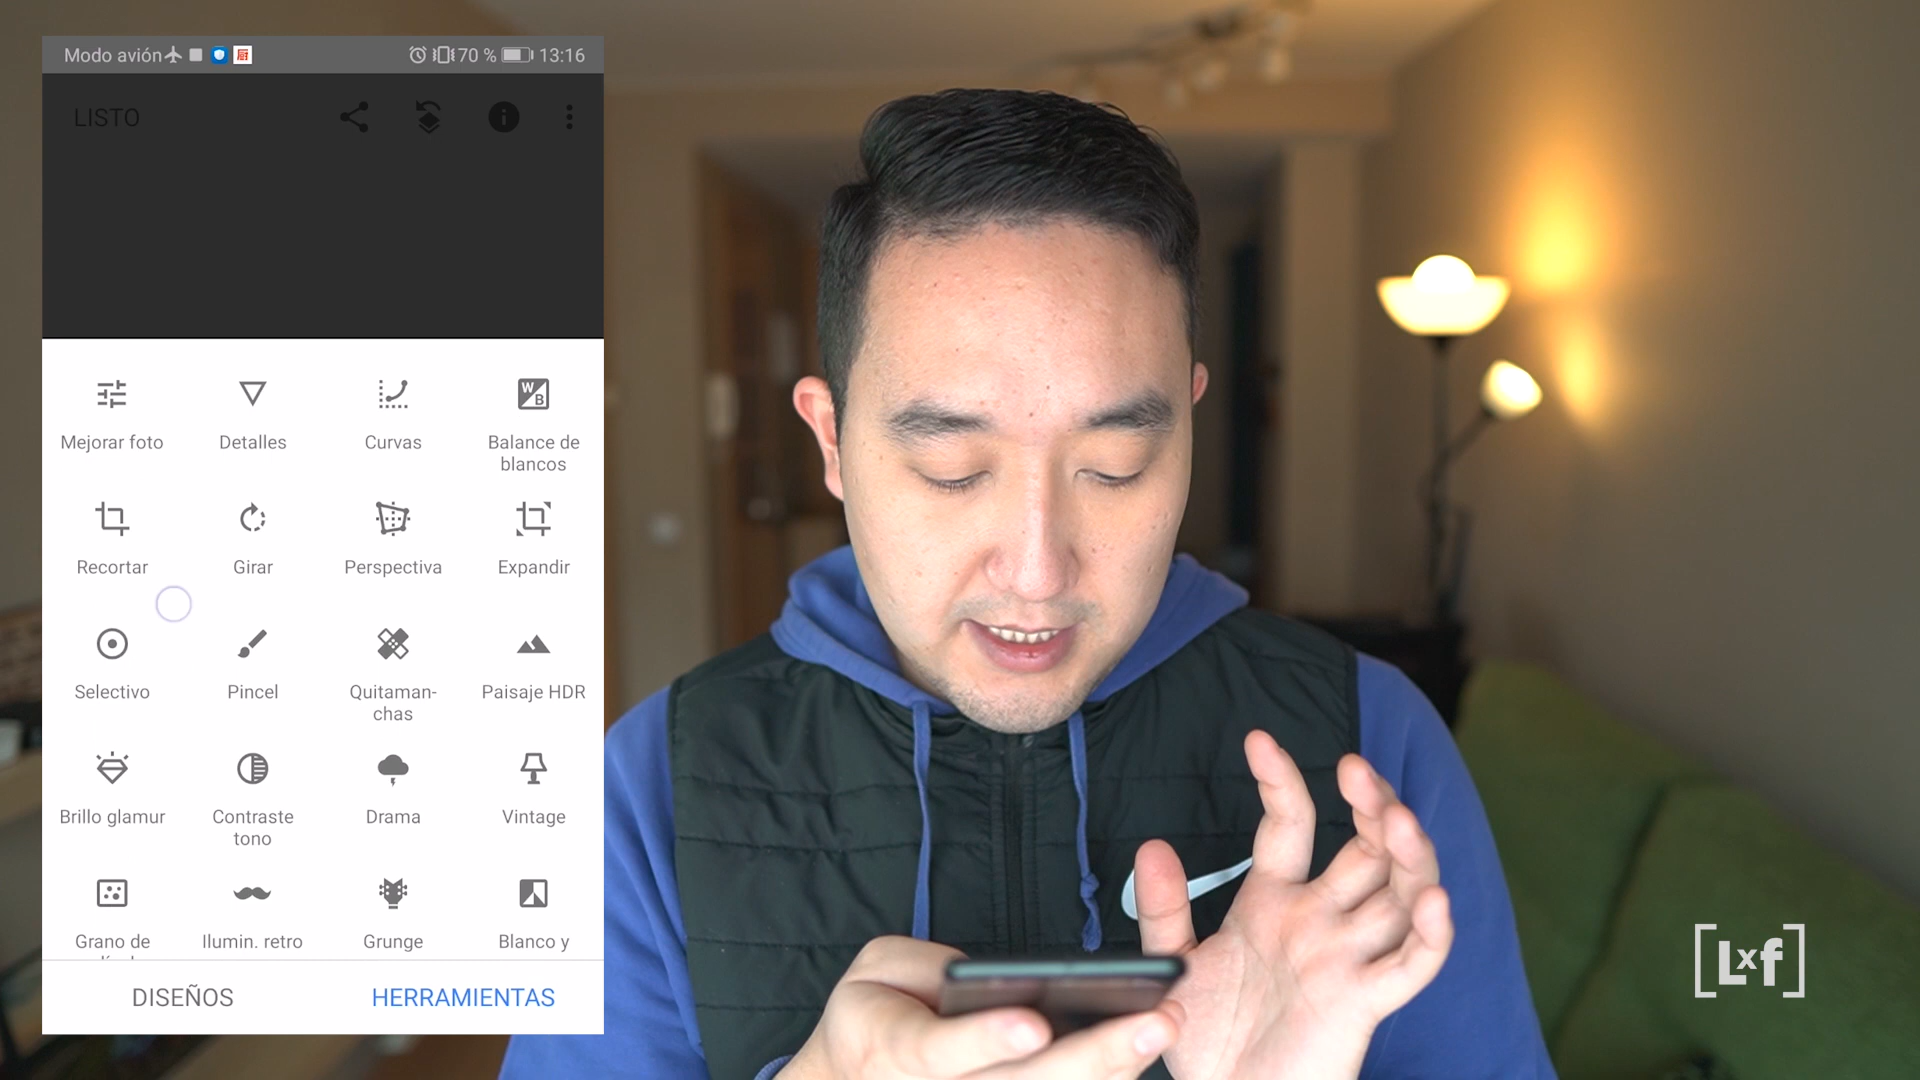 Modo avión 70 % 13:16
LISTO
W
B
Mejorar foto Detalles Curvas Balance de
blancos
Recortar Girar Perspectiva Expandir
Selectivo Pincel Quitaman- Paisaje HDR
chas
Brillo glamur Contraste Drama Vintage
tono
Grano de Ilumin. retro Grunge Blanco y
DISEÑOS HERRAMIENTAS
[Lxf]